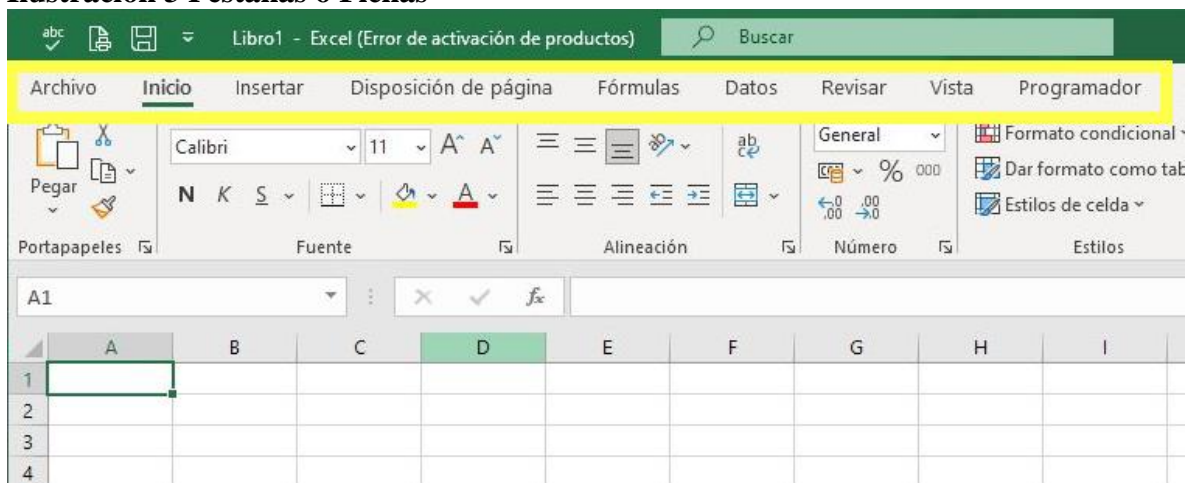 Ilustración 3 Pestañas o Fichas
abc
Libro1 - Excel (Error de activación de productos)
Buscar
Archivo Inicio Insertar Disposición de página Fórmulas Datos Revisar Vista Programador
Pegar
Calibri 11 A A
ab
General
Formato condicional
N K S A
% 000
Dar formato como tab
Estilos de celda
Portapapeles Fuente Alineación Número Estilos
A1 fx
A B C D E F G H I
1
2
3
4